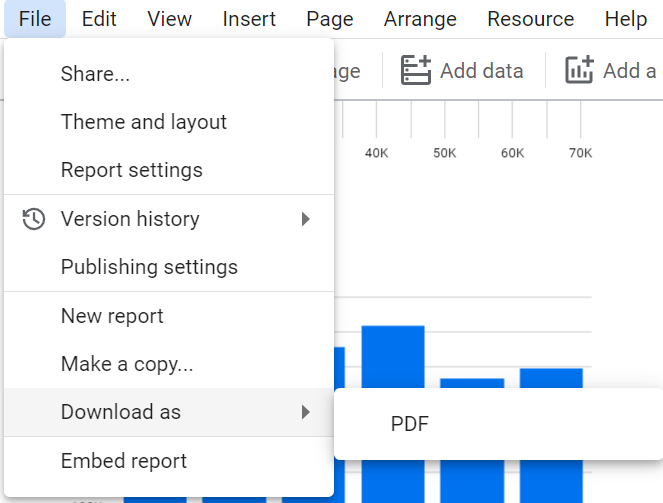 File Edit View Insert Page Arrange Resource Help
Share...
age Add data Add a
Theme and layout
40K 50K 60K 70K
Report settings
Version history
Publishing settings
New report
Make a copy...
Download as
PDF
Embed report